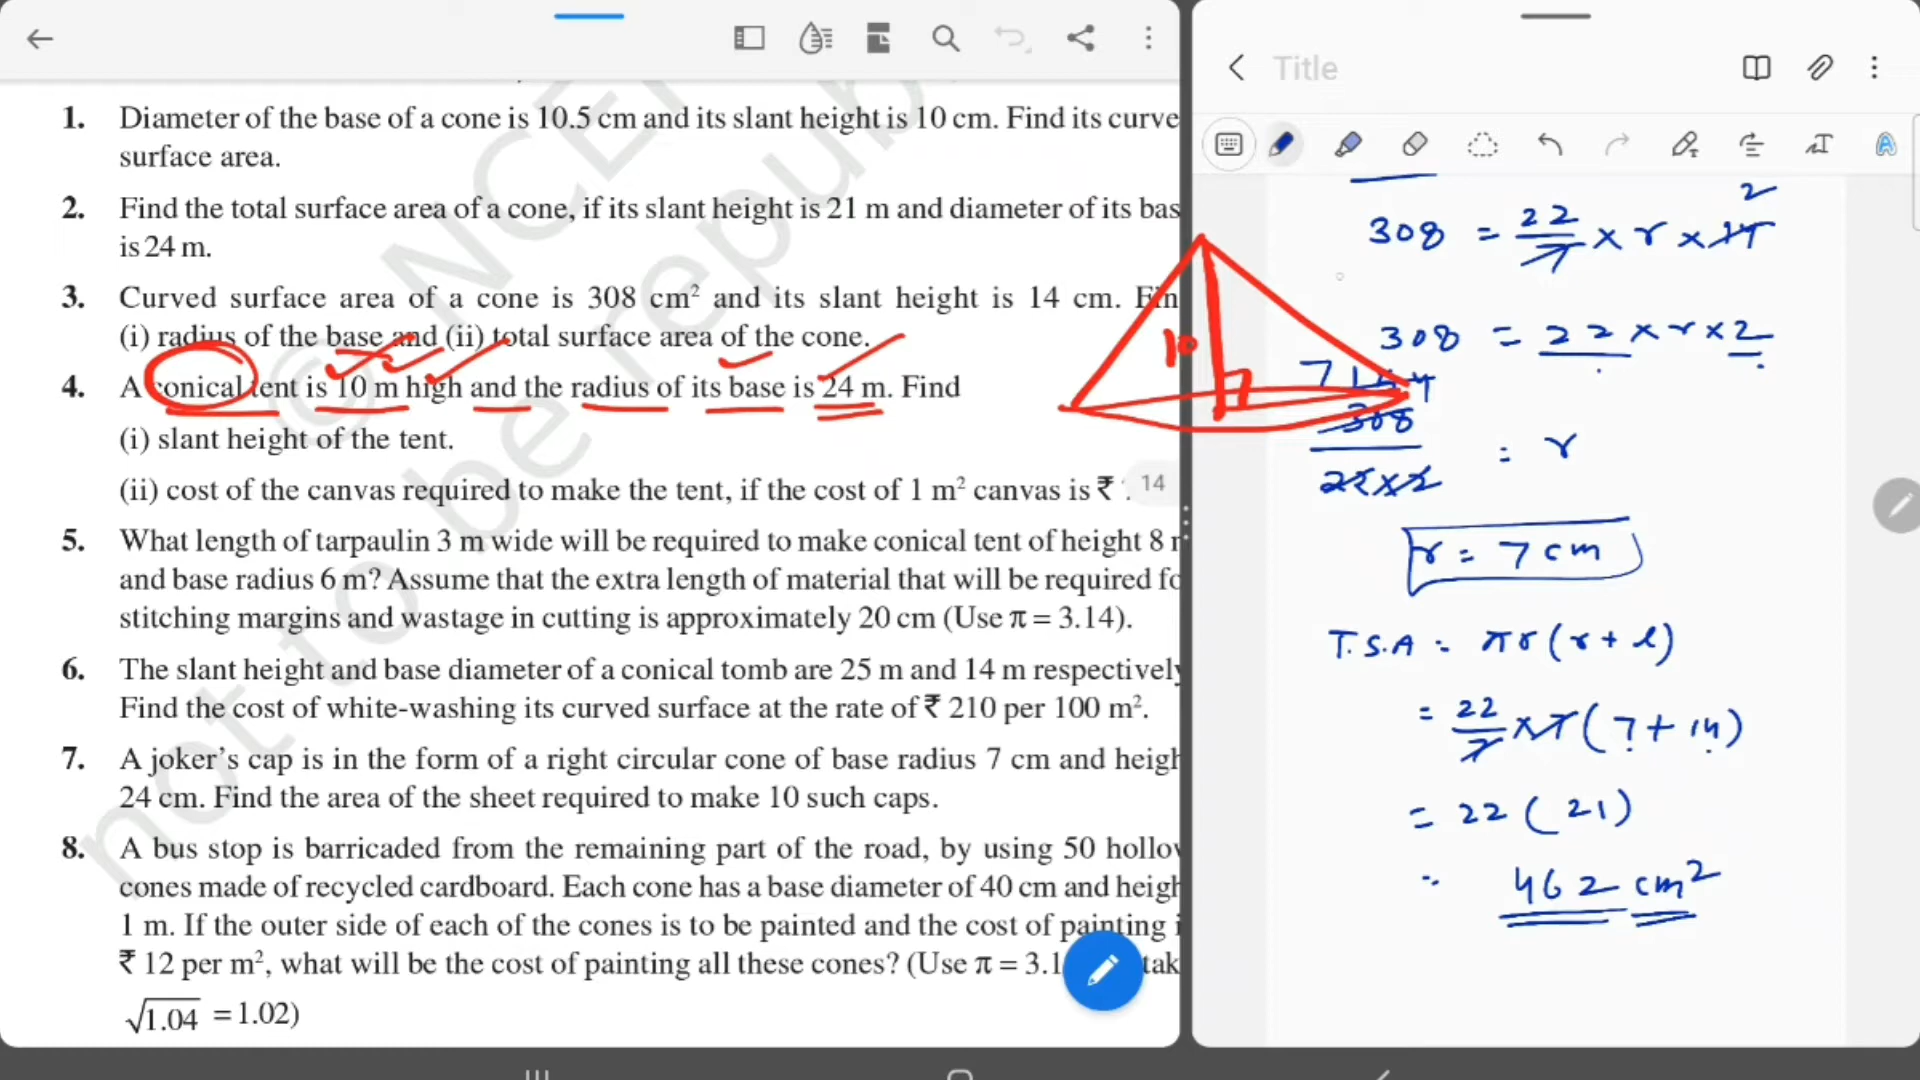 1. Diameter of the base of a cone is 10.5 cm and its slant height is 10 cm. Find its curve
surface area.
2. Find the total surface area of a cone, if its slant height is 21 m and diameter of its bas
is 24 m.
3. Curved surface area of a cone is 308 cm² and its slant height is 14 cm. Fin
(i) radius of the base and (ii) total surface area of the cone.
4. A conical tent is 10 m high and the radius of its base is 24 m. Find
(i) slant height of the tent.
(ii) cost of the canvas required to make the tent, if the cost of 1 m² canvas is ₹
14
5. What length of tarpaulin 3 m wide will be required to make conical tent of height 8
and base radius 6 m? Assume that the extra length of material that will be required fo
stitching margins and wastage in cutting is approximately 20 cm (Use π = 3.14).
6. The slant height and base diameter of a conical tomb are 25 m and 14 m respectively
Find the cost of white-washing its curved surface at the rate of ₹ 210 per 100 m².
7. A joker’s cap is in the form of a right circular cone of base radius 7 cm and heigh
24 cm. Find the area of the sheet required to make 10 such caps.
8. A bus stop is barricaded from the remaining part of the road, by using 50 hollo
cones made of recycled cardboard. Each cone has a base diameter of 40 cm and heigh
1 m. If the outer side of each of the cones is to be painted and the cost of painting i
₹ 12 per m², what will be the cost of painting all these cones? (Use π = 3.1 tak
√1.04 = 1.02)
not to be repub
© NCE
10
Title
2
308 = 22/7 × r × 14
308 = 22 × r × 2
308
22×2 = r
r = 7 cm
T.S.A = πr (r + l)
= 22/7 × 7 ( 7 + 14 )
= 22 ( 21 )
= 462 cm²